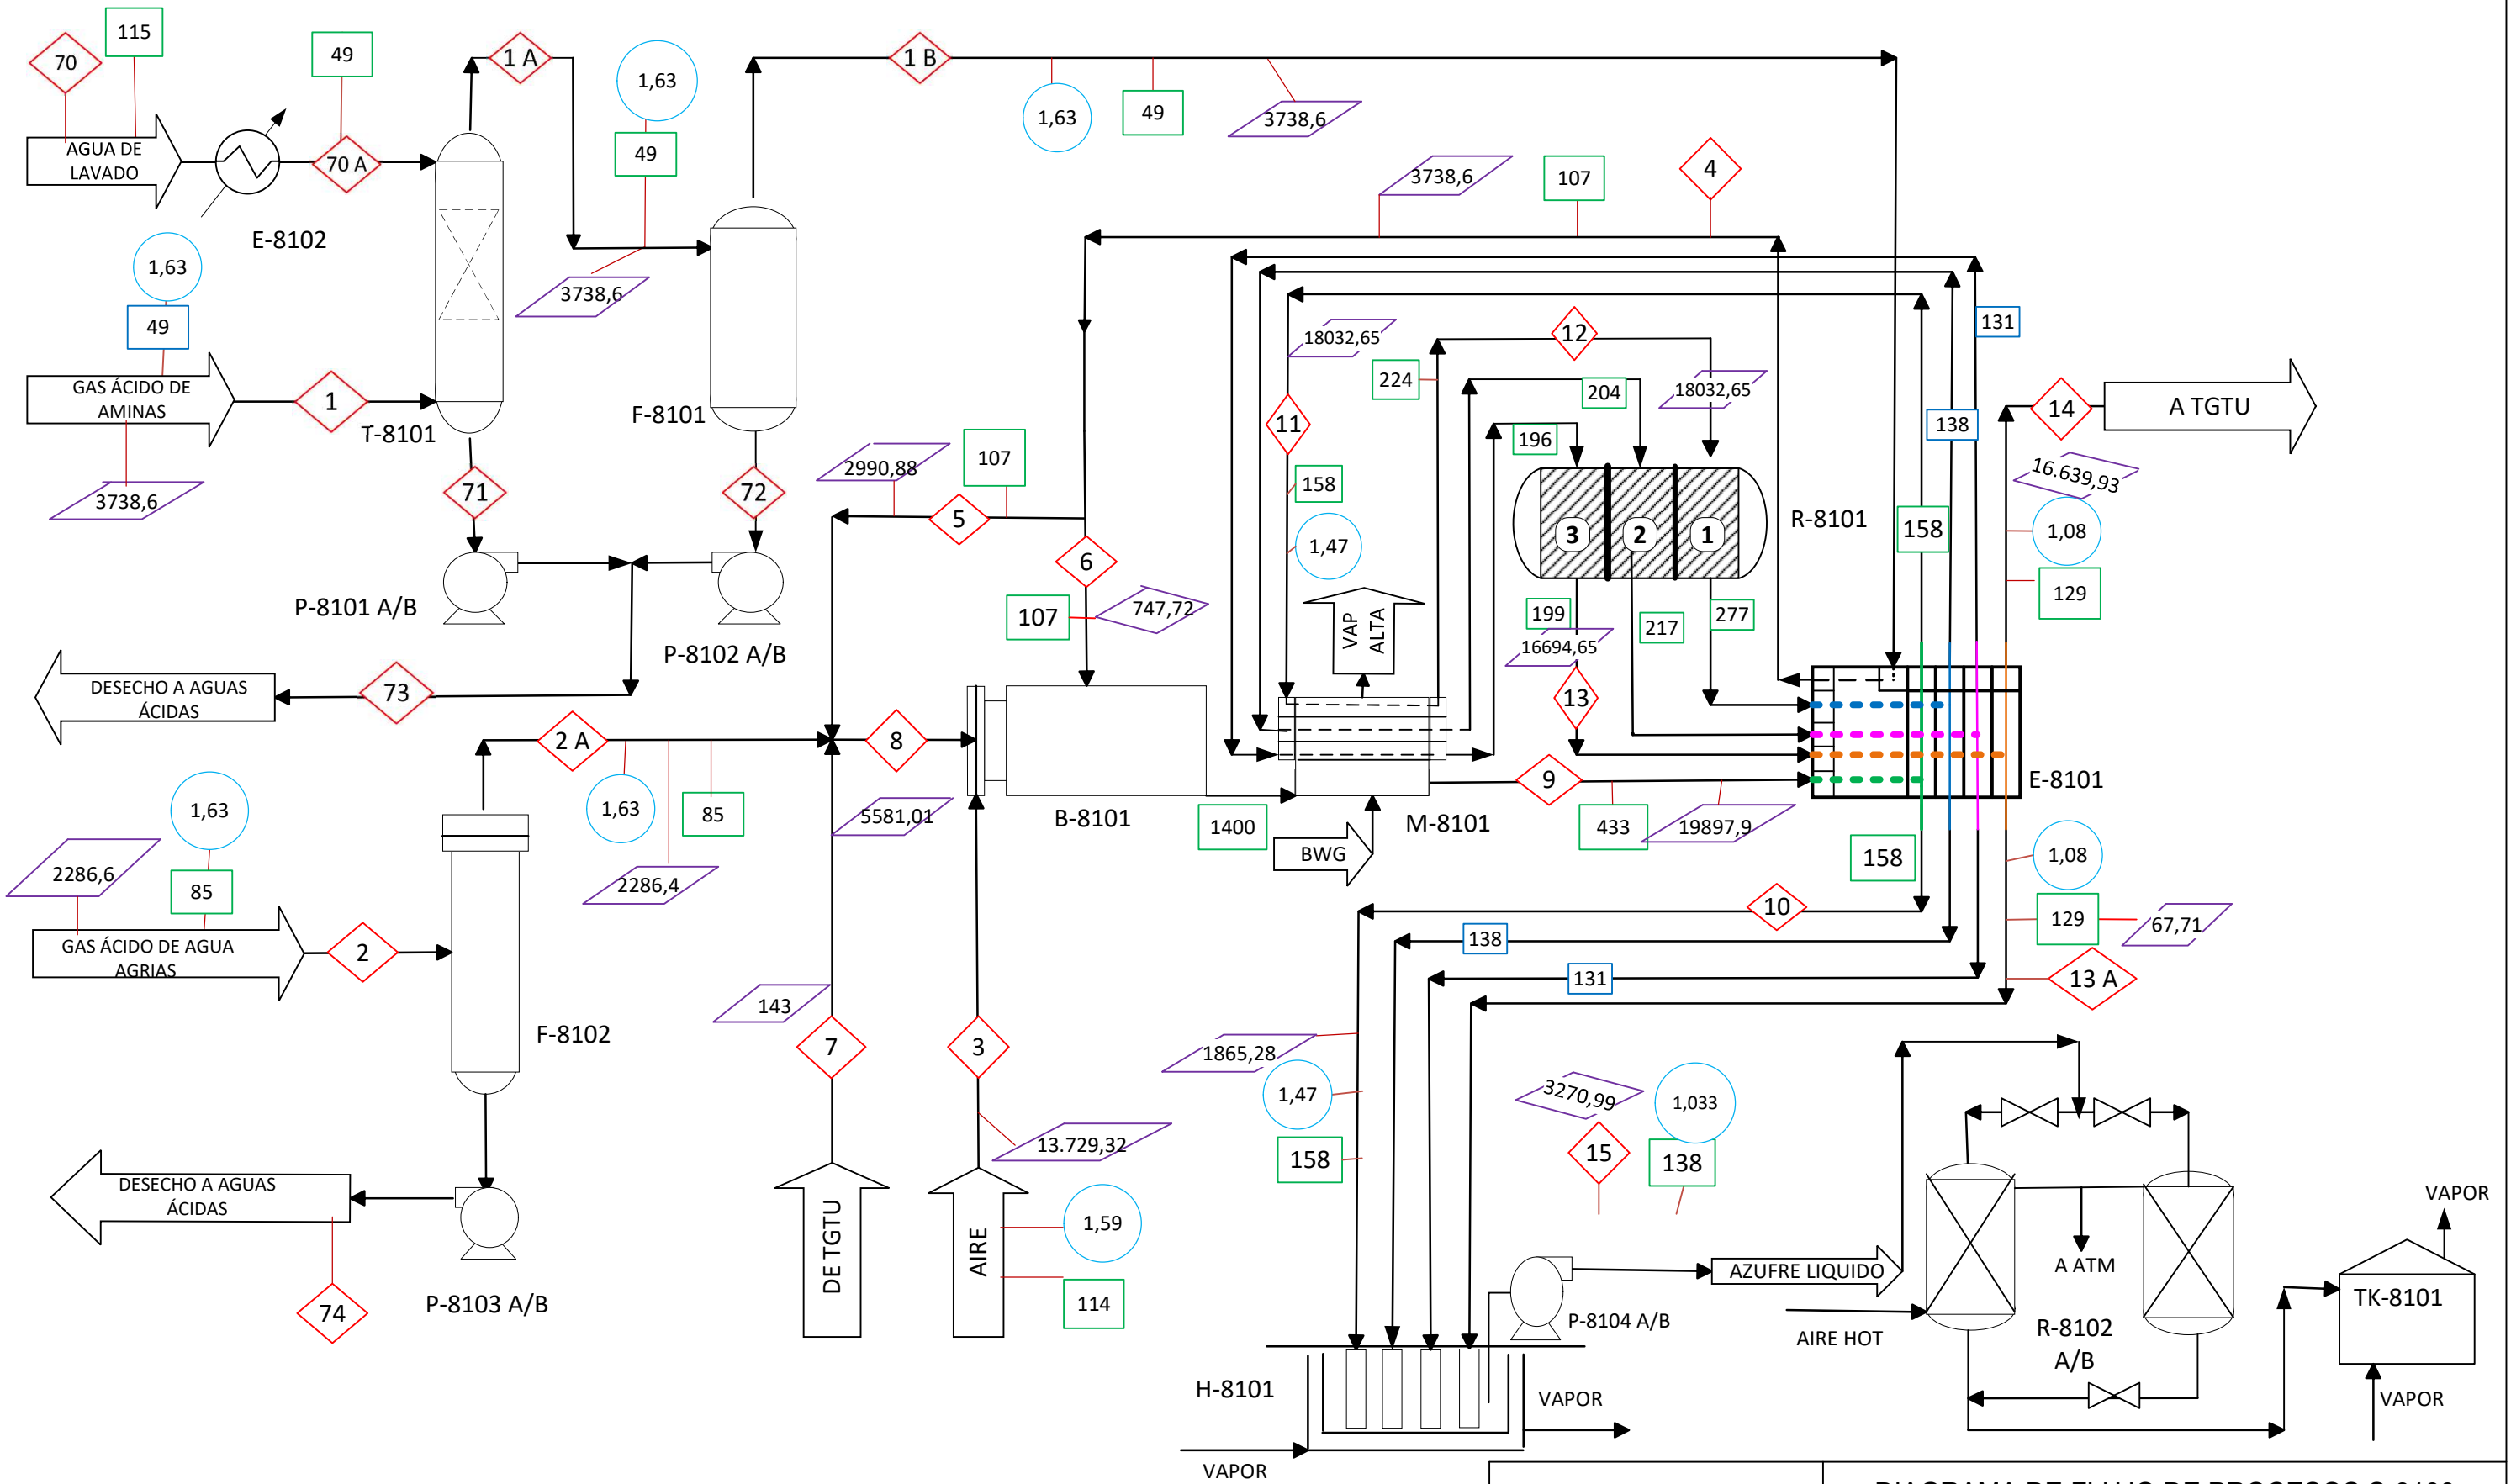 70
115
49
1 A
1,63
49
1 B
1,63
49
3738,6
AGUA DE
LAVADO
70 A
E-8102
3738,6
107
4
1,63
49
3738,6
GAS ÁCIDO DE
AMINAS
1
T-8101
3738,6
F-8101
71
72
P-8101 A/B
P-8102 A/B
DESECHO A AGUAS
ÁCIDAS
73
2990,88
107
5
6
107
747,72
18032,65
11
158
1,47
224
12
204
18032,65
196
3
2
1
R-8101
199
16694,65
217
277
13
VAP
ALTA
131
138
158
14
A TGTU
16.639,93
1,08
129
2 A
1,63
85
2286,4
8
5581,01
B-8101
1400
M-8101
BWG
9
433
19897,9
E-8101
158
1,08
129
67,71
13 A
10
138
131
2286,6
1,63
85
GAS ÁCIDO DE AGUA
AGRIAS
2
F-8102
143
7
3
13.729,32
DE TGTU
AIRE
1,59
114
DESECHO A AGUAS
ÁCIDAS
74
P-8103 A/B
1865,28
1,47
158
3270,99
1,033
15
138
AZUFRE LIQUIDO
P-8104 A/B
AIRE HOT
A ATM
R-8102
A/B
VAPOR
TK-8101
VAPOR
H-8101
VAPOR
VAPOR